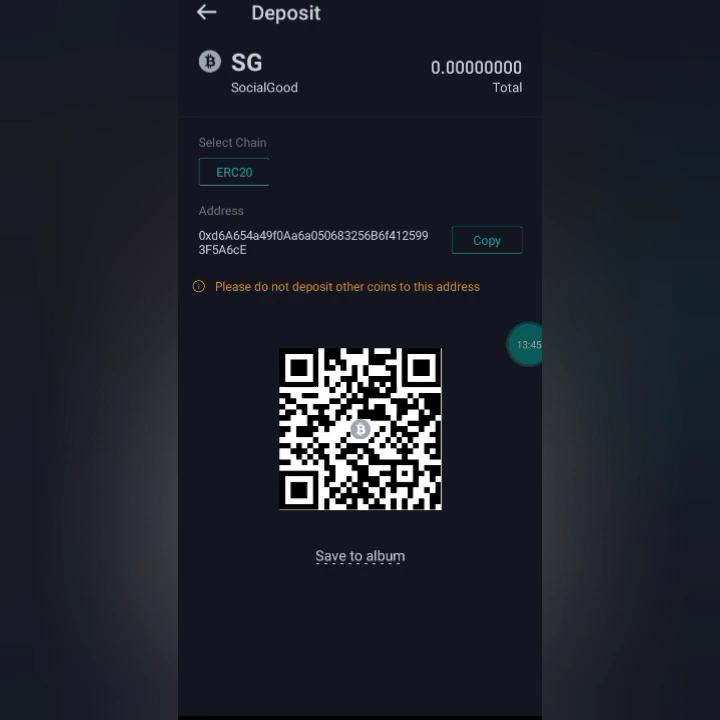 Deposit
SG
0.00000000
SocialGood
Total
Select Chain
ERC20
Address
0xd6A654a49f0Aa6a050683256B6f412599
3F5A6cE
Copy
Please do not deposit other coins to this address
13:45
Save to album